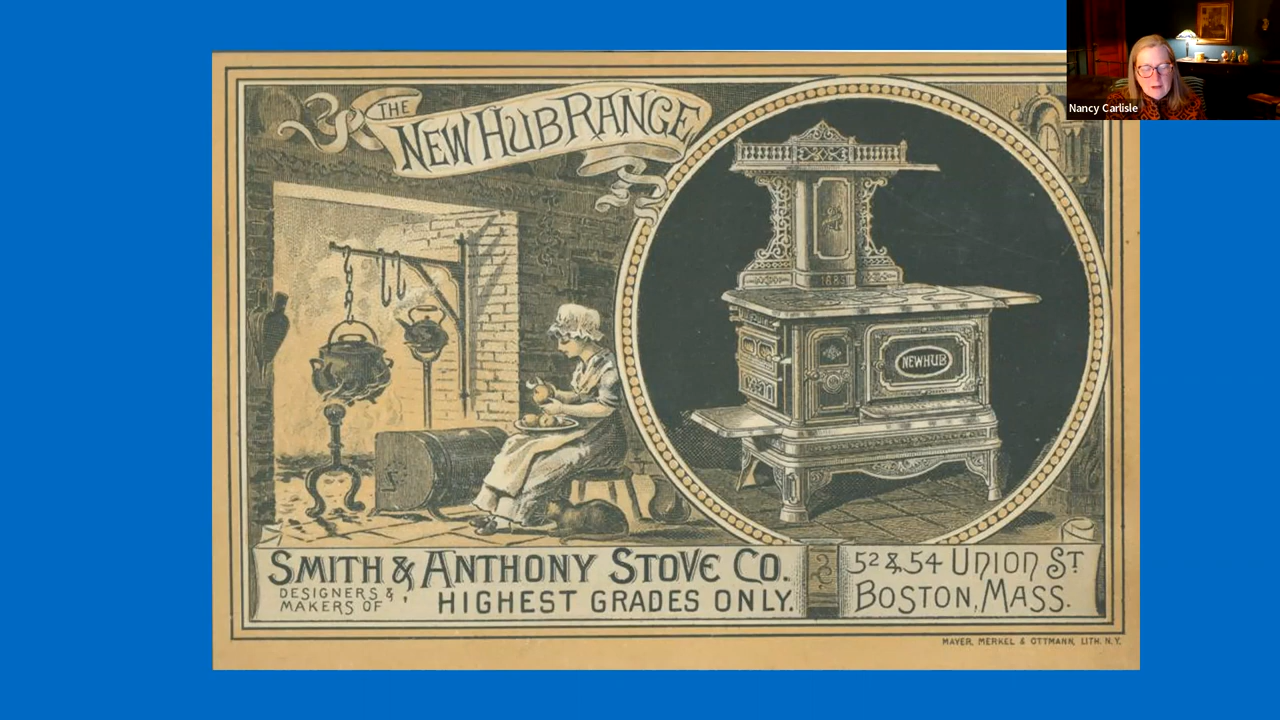 Nancy Carlisle
THE
NEW HUB RANGE
1885
NEW HUB
SMITH & ANTHONY STOVE CO.
DESIGNERS &
MAKERS OF
HIGHEST GRADES ONLY.
52 & 54 UNION ST
BOSTON, MASS.
MAYER, MERKEL & OTTMANN, LITH. N.Y.